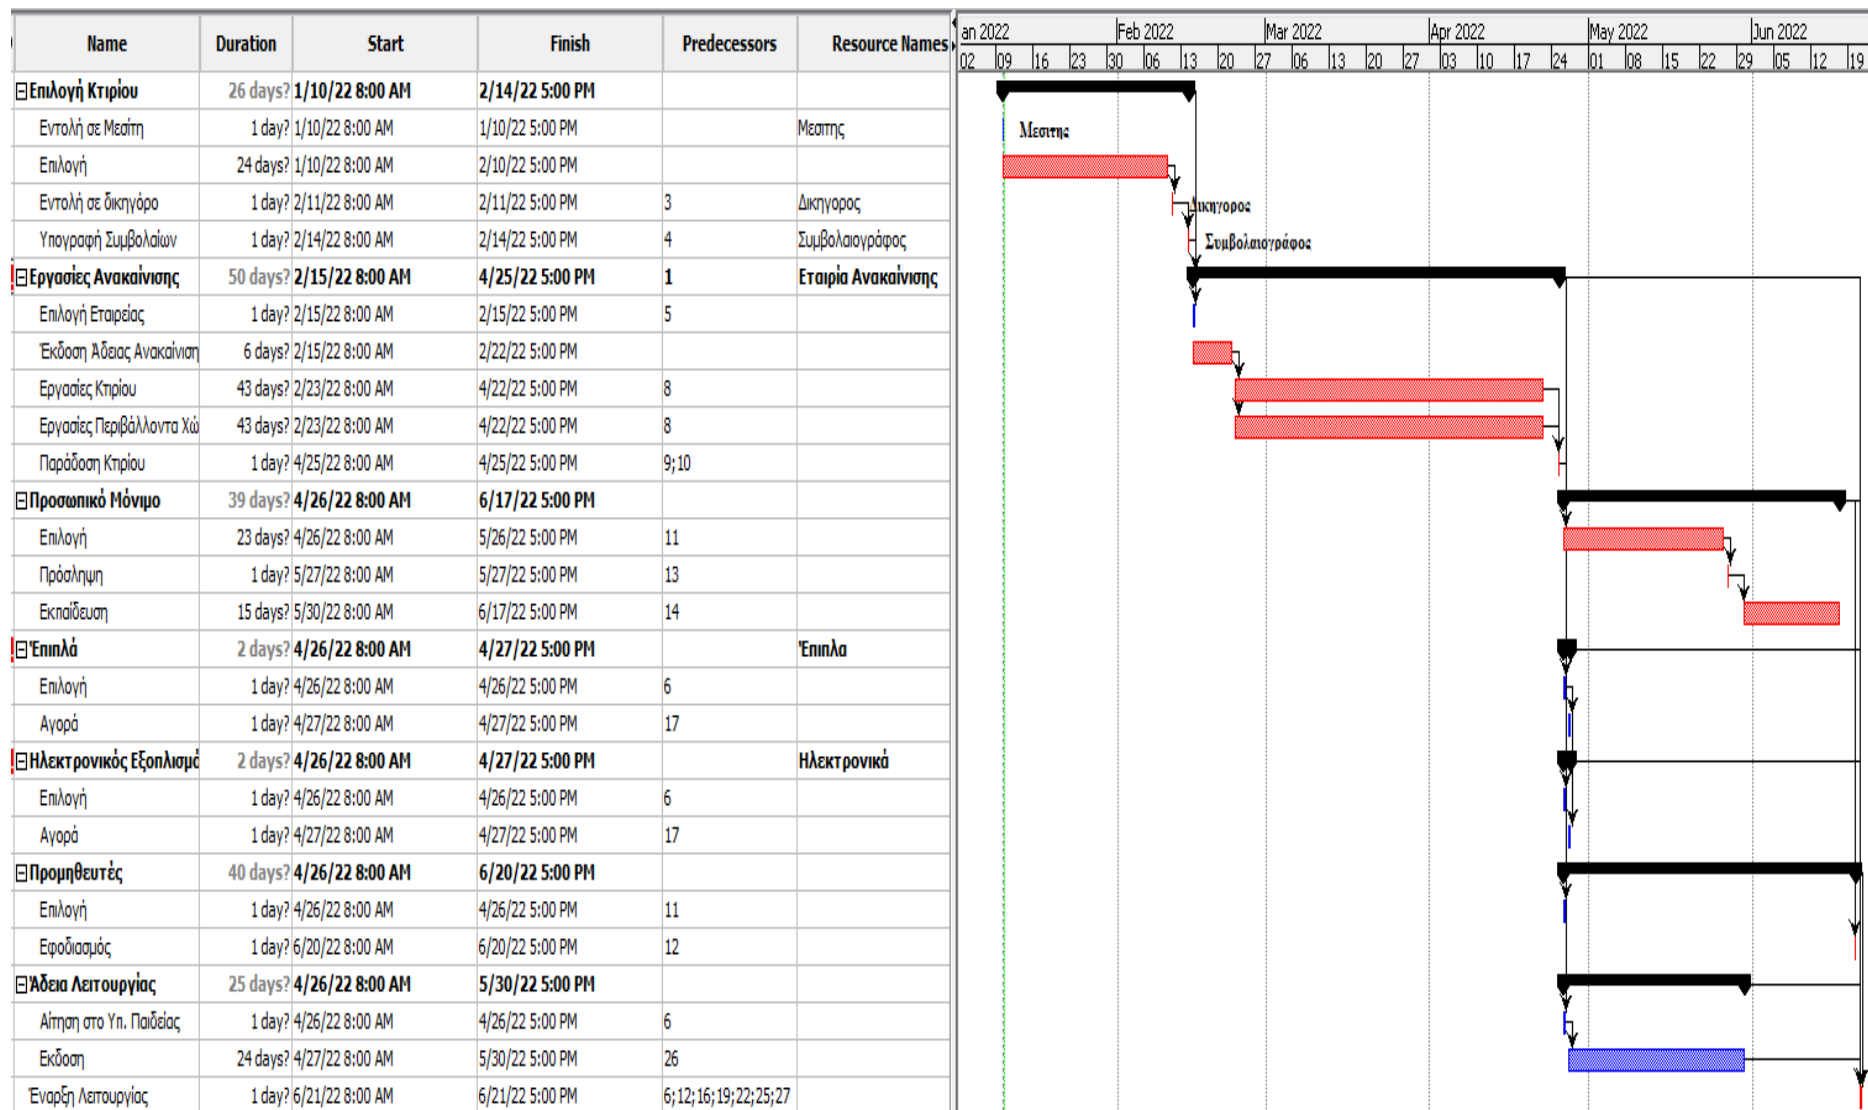 Name Duration Start Finish Predecessors Resource Names
an 2022 Feb 2022 Mar 2022 Apr 2022 May 2022 Jun 2022
02 09 16 23 30 06 13 20 27 06 13 20 27 03 10 17 24 01 08 15 22 29 05 12 19
Επιλογή Κτιρίου 26 days? 1/10/22 8:00 AM 2/14/22 5:00 PM
Εντολή σε Μεσίτη 1 day? 1/10/22 8:00 AM 1/10/22 5:00 PM Μεσιτης Μεσιτης
Επιλογή 24 days? 1/10/22 8:00 AM 2/10/22 5:00 PM
Εντολή σε δικηγόρο 1 day? 2/11/22 8:00 AM 2/11/22 5:00 PM 3 Δικηγορος Δικηγορος
Υπογραφή Συμβολαίων 1 day? 2/14/22 8:00 AM 2/14/22 5:00 PM 4 Συμβολαιογράφος Συμβολαιογράφος
Εργασίες Ανακαίνισης 50 days? 2/15/22 8:00 AM 4/25/22 5:00 PM 1 Εταιρία Ανακαίνισης
Επιλογή Εταιρείας 1 day? 2/15/22 8:00 AM 2/15/22 5:00 PM 5
Έκδοση Άδειας Ανακαίνιση 6 days? 2/15/22 8:00 AM 2/22/22 5:00 PM
Εργασίες Κτιρίου 43 days? 2/23/22 8:00 AM 4/22/22 5:00 PM 8
Εργασίες Περιβάλλοντα Χώ 43 days? 2/23/22 8:00 AM 4/22/22 5:00 PM 8
Παράδοση Κτιρίου 1 day? 4/25/22 8:00 AM 4/25/22 5:00 PM 9;10
Προσωπικό Μόνιμο 39 days? 4/26/22 8:00 AM 6/17/22 5:00 PM
Επιλογή 23 days? 4/26/22 8:00 AM 5/26/22 5:00 PM 11
Πρόσληψη 1 day? 5/27/22 8:00 AM 5/27/22 5:00 PM 13
Εκπαίδευση 15 days? 5/30/22 8:00 AM 6/17/22 5:00 PM 14
Έπιπλά 2 days? 4/26/22 8:00 AM 4/27/22 5:00 PM Έπιπλα
Επιλογή 1 day? 4/26/22 8:00 AM 4/26/22 5:00 PM 6
Αγορά 1 day? 4/27/22 8:00 AM 4/27/22 5:00 PM 17
Ηλεκτρονικός Εξοπλισμό 2 days? 4/26/22 8:00 AM 4/27/22 5:00 PM Ηλεκτρονικά
Επιλογή 1 day? 4/26/22 8:00 AM 4/26/22 5:00 PM 6
Αγορά 1 day? 4/27/22 8:00 AM 4/27/22 5:00 PM 17
Προμηθευτές 40 days? 4/26/22 8:00 AM 6/20/22 5:00 PM
Επιλογή 1 day? 4/26/22 8:00 AM 4/26/22 5:00 PM 11
Εφοδιασμός 1 day? 6/20/22 8:00 AM 6/20/22 5:00 PM 12
Άδεια Λειτουργίας 25 days? 4/26/22 8:00 AM 5/30/22 5:00 PM
Αίτηση στο Υπ. Παιδείας 1 day? 4/26/22 8:00 AM 4/26/22 5:00 PM 6
Εκδοση 24 days? 4/27/22 8:00 AM 5/30/22 5:00 PM 26
Έναρξη Λειτουργίας 1 day? 6/21/22 8:00 AM 6/21/22 5:00 PM 6;12;16;19;22;25;27